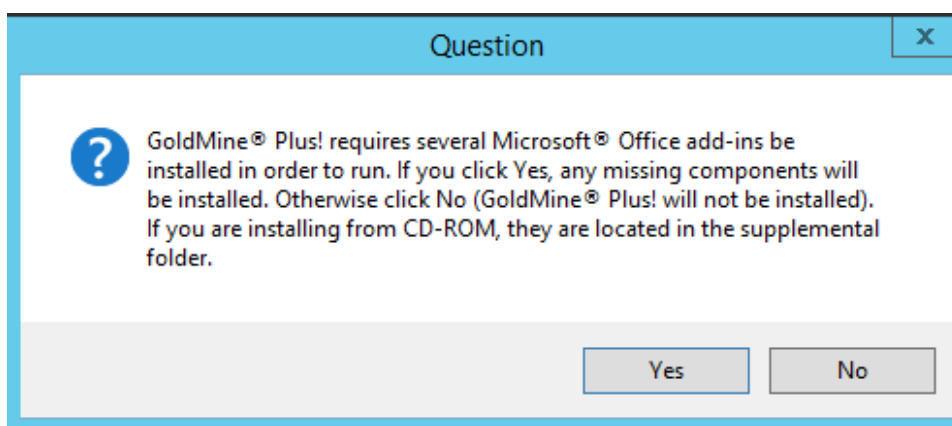 Question
x
?
GoldMine® Plus! requires several Microsoft® Office add-ins be
installed in order to run. If you click Yes, any missing components will
be installed. Otherwise click No (GoldMine® Plus! will not be installed).
If you are installing from CD-ROM, they are located in the supplemental
folder.
Yes
No